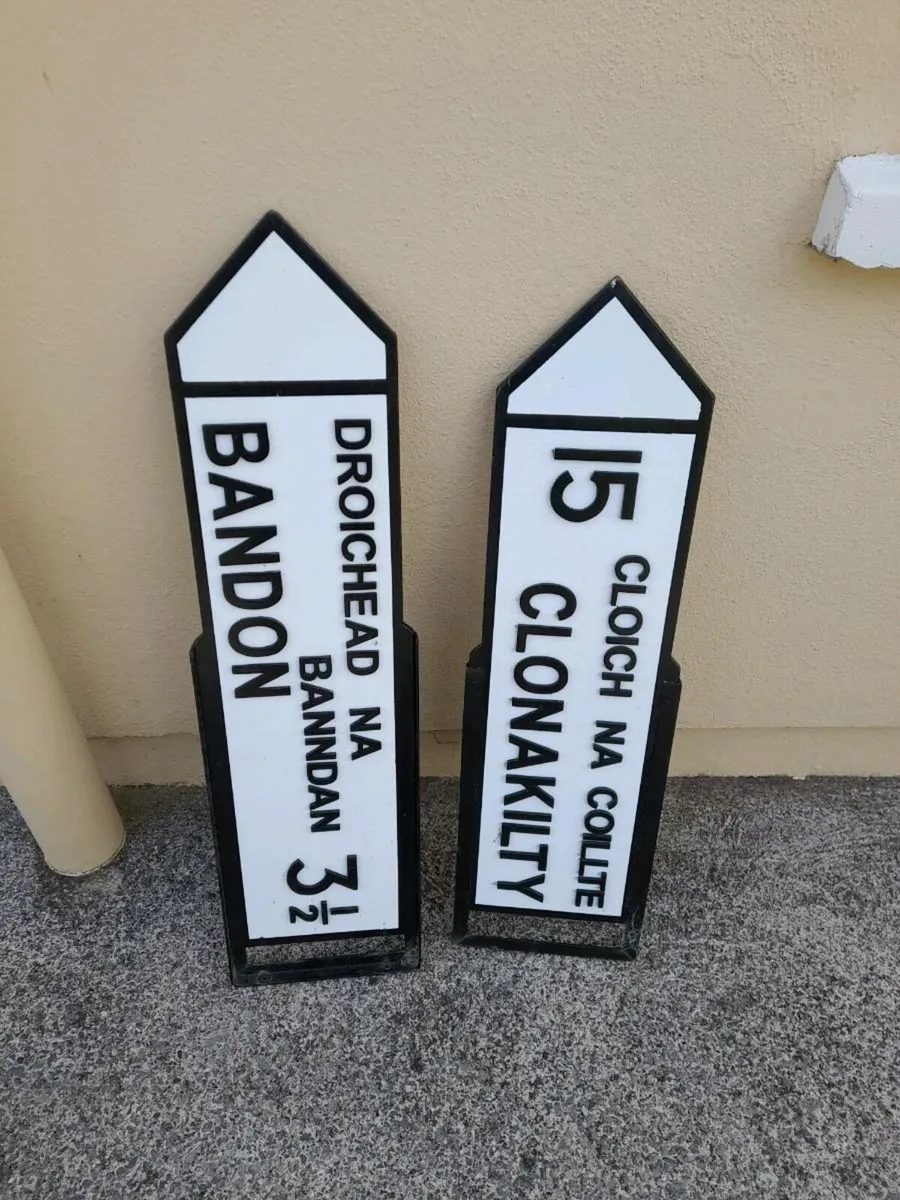 DROICHEAD NA
BANNDAN 3½
BANDON
15 CLOICH NA COILLTE
CLONAKILTY